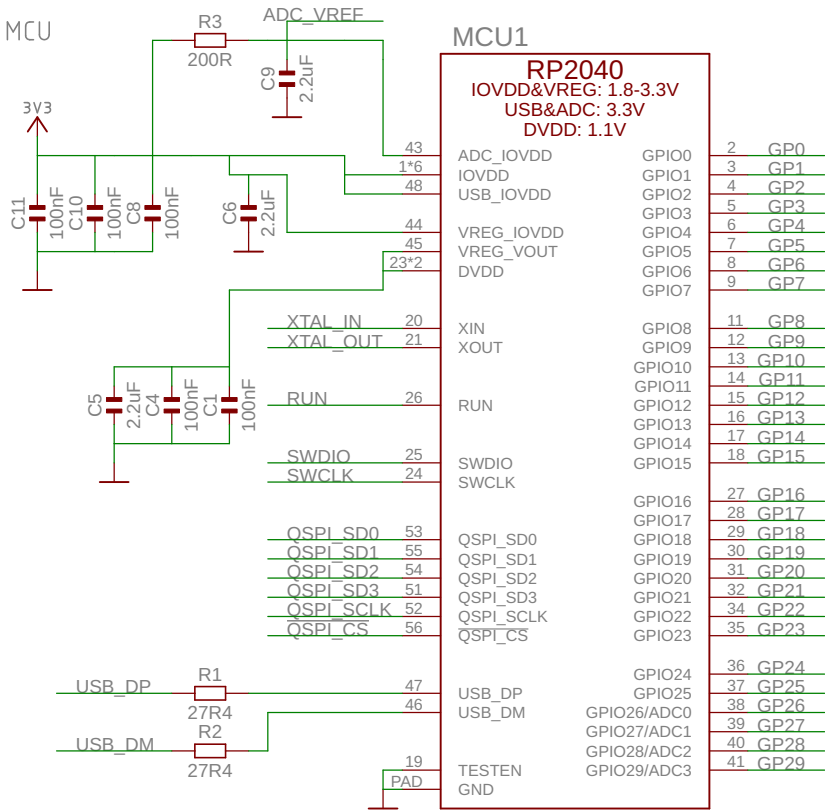 MCU
R3
200R
ADC_VREF
C9
2.2uF
3V3
C11
100nF
C10
100nF
C8
100nF
C6
2.2uF
C5
2.2uF
C4
100nF
C1
100nF
MCU1
RP2040
IOVDD&VREG: 1.8-3.3V
USB&ADC: 3.3V
DVDD: 1.1V
43 ADC_IOVDD
1*6 IOVDD
48 USB_IOVDD
44 VREG_IOVDD
45 VREG_VOUT
23*2 DVDD
XTAL_IN 20 XIN
XTAL_OUT 21 XOUT
RUN 26 RUN
SWDIO 25 SWDIO
SWCLK 24 SWCLK
QSPI_SD0 53 QSPI_SD0
QSPI_SD1 55 QSPI_SD1
QSPI_SD2 54 QSPI_SD2
QSPI_SD3 51 QSPI_SD3
QSPI_SCLK 52 QSPI_SCLK
QSPI_CS 56 QSPI_CS
USB_DP R1 27R4 47 USB_DP
USB_DM R2 27R4 46 USB_DM
19 TESTEN
PAD GND
GPIO0 2 GP0
GPIO1 3 GP1
GPIO2 4 GP2
GPIO3 5 GP3
GPIO4 6 GP4
GPIO5 7 GP5
GPIO6 8 GP6
GPIO7 9 GP7
GPIO8 11 GP8
GPIO9 12 GP9
GPIO10 13 GP10
GPIO11 14 GP11
GPIO12 15 GP12
GPIO13 16 GP13
GPIO14 17 GP14
GPIO15 18 GP15
GPIO16 27 GP16
GPIO17 28 GP17
GPIO18 29 GP18
GPIO19 30 GP19
GPIO20 31 GP20
GPIO21 32 GP21
GPIO22 34 GP22
GPIO23 35 GP23
GPIO24 36 GP24
GPIO25 37 GP25
GPIO26/ADC0 38 GP26
GPIO27/ADC1 39 GP27
GPIO28/ADC2 40 GP28
GPIO29/ADC3 41 GP29